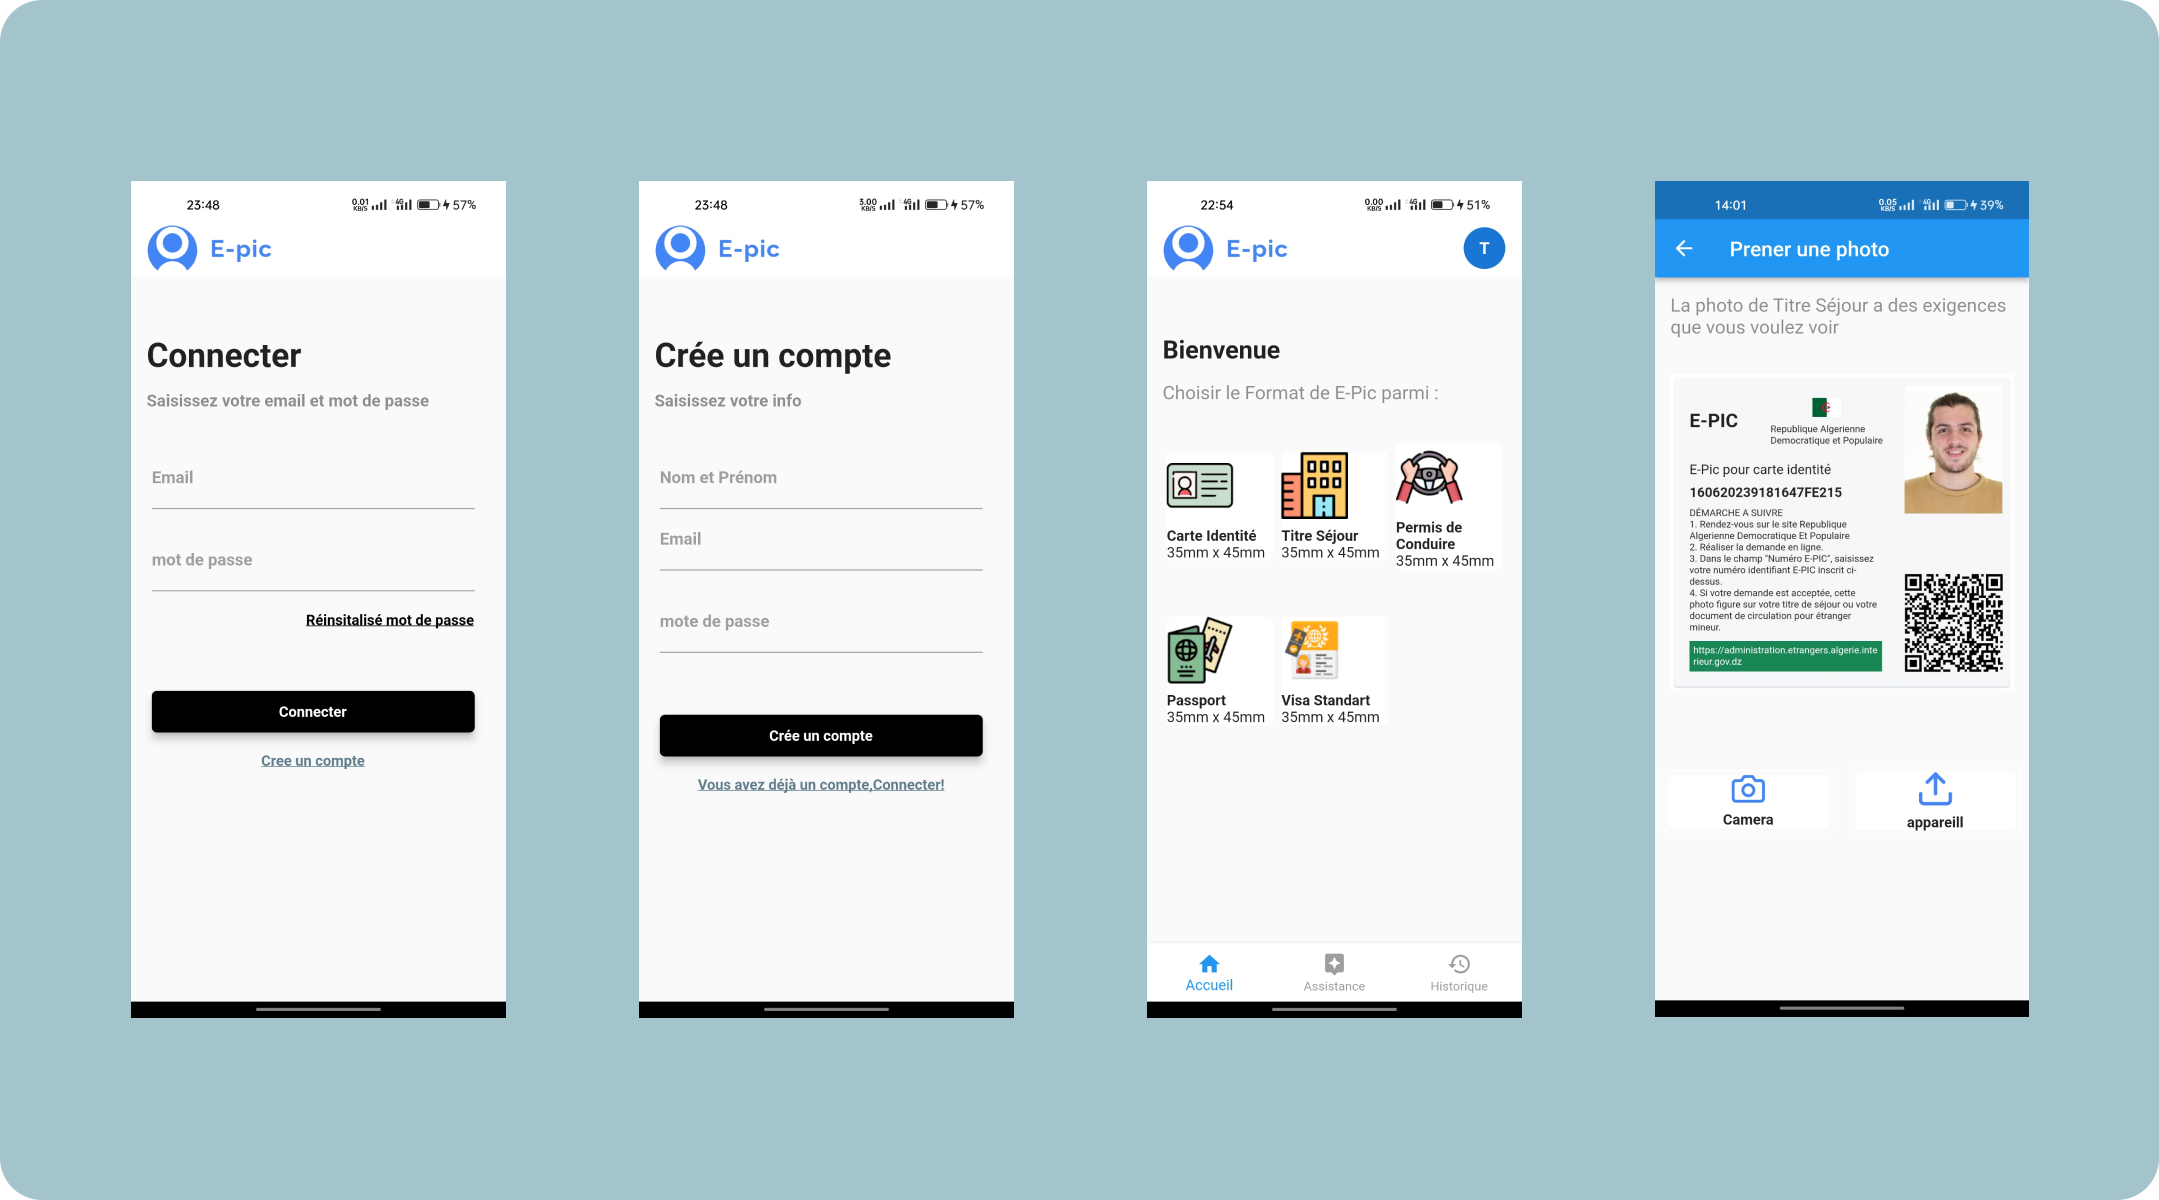 23:48
0.01 KB/S 4G 57%
E-pic
Connecter
Saisissez votre email et mot de passe
Email
mot de passe
Réinsitalisé mot de passe
Connecter
Cree un compte
23:48
3.00 KB/S 4G 57%
E-pic
Crée un compte
Saisissez votre info
Nom et Prénom
Email
mote de passe
Crée un compte
Vous avez déjà un compte,Connecter!
22:54
0.00 KB/S 4G 51%
E-pic
T
Bienvenue
Choisir le Format de E-Pic parmi :
Carte Identité
35mm x 45mm
Titre Séjour
35mm x 45mm
Permis de
Conduire
35mm x 45mm
Passport
35mm x 45mm
Visa Standart
35mm x 45mm
Accueil
Assistance
Historique
14:01
0.05 KB/S 4G 39%
Prener une photo
La photo de Titre Séjour a des exigences
que vous voulez voir
E-PIC
Republique Algerienne
Democratique et Populaire
E-Pic pour carte identité
160620239181647FE215
DÉMARCHE A SUIVRE
1. Rendez-vous sur le site Republique
Algerienne Democratique Et Populaire
2. Réaliser la demande en ligne.
3. Dans le champ "Numéro E-PIC", saisissez
votre numéro identifiant E-PIC inscrit ci-
dessus.
4. Si votre demande est acceptée, cette
photo figure sur votre titre de séjour ou votre
document de circulation pour étranger
mineur.
https://administration.etrangers.algerie.inte
rieur.gov.dz
Camera
appareill